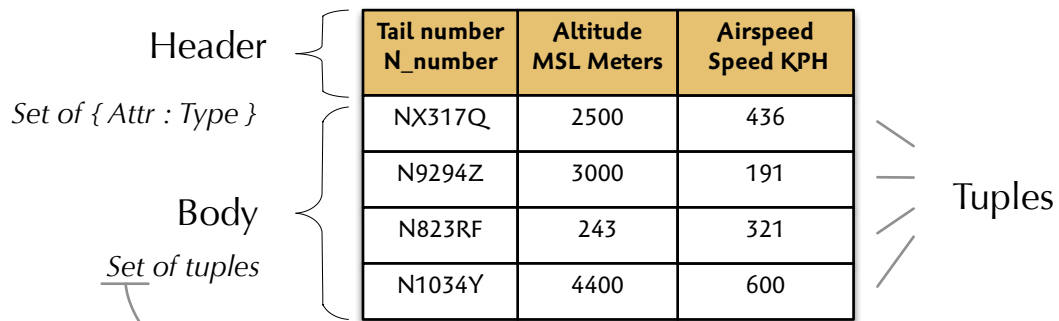 Header
Set of { Attr : Type }
Body
Set of tuples
Tail number Altitude Airspeed
N_number MSL Meters Speed KPH
NX317Q 2500 436
N9294Z 3000 191
N823RF 243 321
N1034Y 4400 600
Tuples